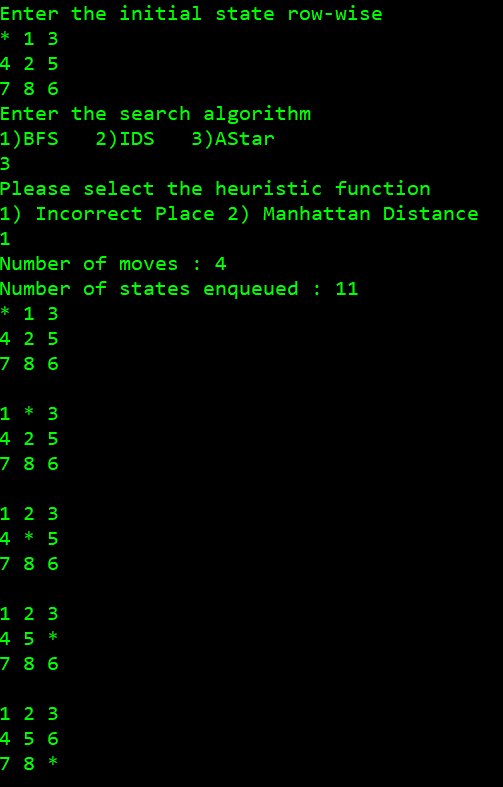 Enter the initial state row-wise
* 1 3
4 2 5
7 8 6
Enter the search algorithm
1)BFS   2)IDS   3)AStar
3
Please select the heuristic function
1) Incorrect Place 2) Manhattan Distance
1
Number of moves : 4
Number of states enqueued : 11
* 1 3
4 2 5
7 8 6

1 * 3
4 2 5
7 8 6

1 2 3
4 * 5
7 8 6

1 2 3
4 5 *
7 8 6

1 2 3
4 5 6
7 8 *